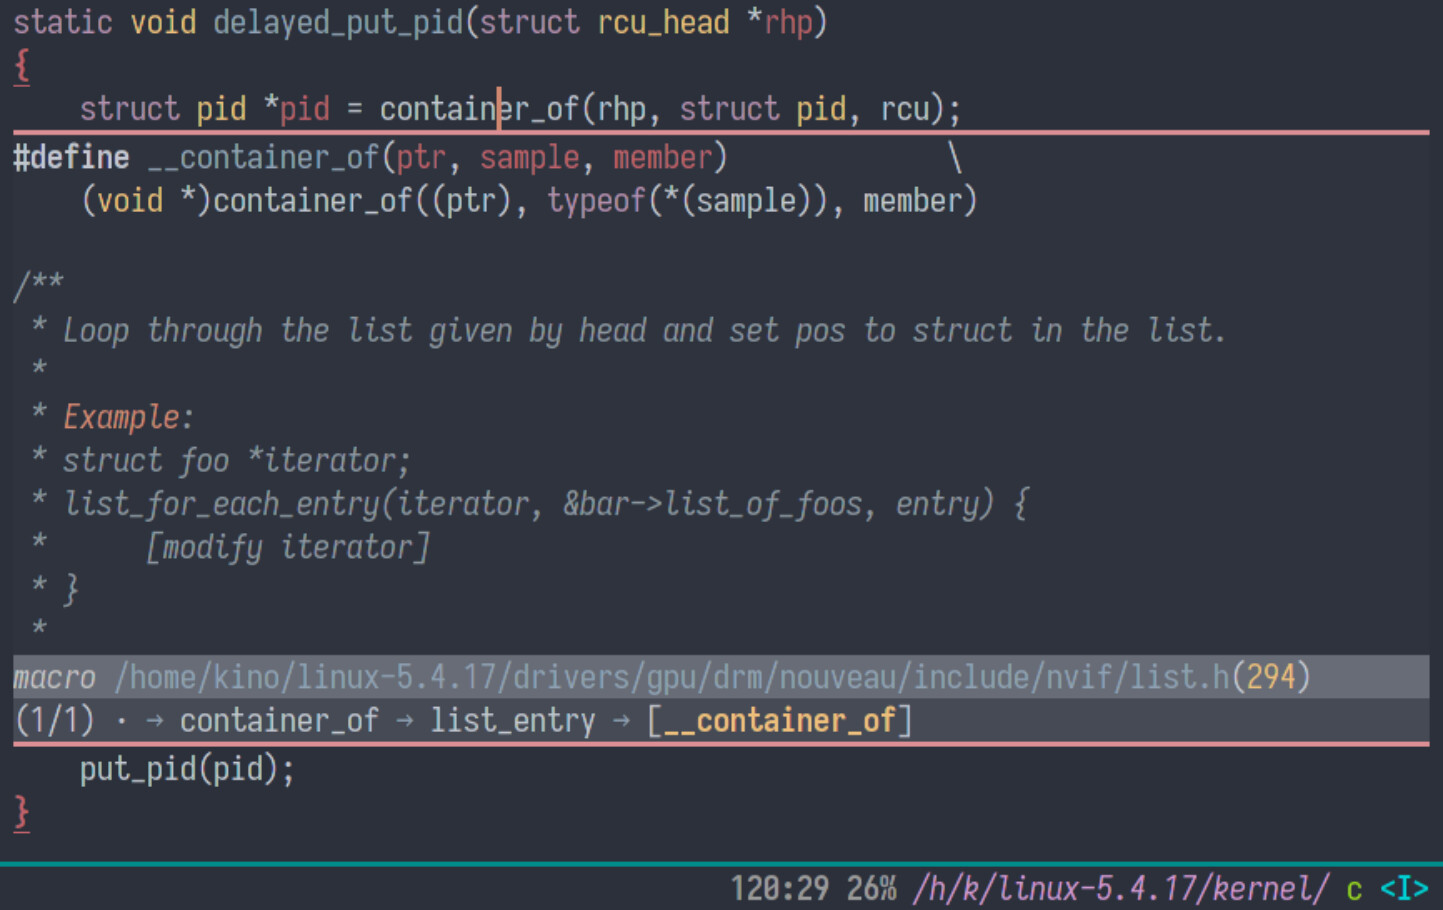 static void delayed_put_pid(struct rcu_head *rhp)
{
    struct pid *pid = container_of(rhp, struct pid, rcu);
#define __container_of(ptr, sample, member)             \
    (void *)container_of((ptr), typeof(*(sample)), member)
/**
 * Loop through the list given by head and set pos to struct in the list.
 *
 * Example:
 * struct foo *iterator;
 * list_for_each_entry(iterator, &bar->list_of_foos, entry) {
 *      [modify iterator]
 * }
 *
macro /home/kino/linux-5.4.17/drivers/gpu/drm/nouveau/include/nvif/list.h(294)
(1/1) · → container_of → list_entry → [__container_of]
    put_pid(pid);
}
120:29 26% /h/k/linux-5.4.17/kernel/ c <I>